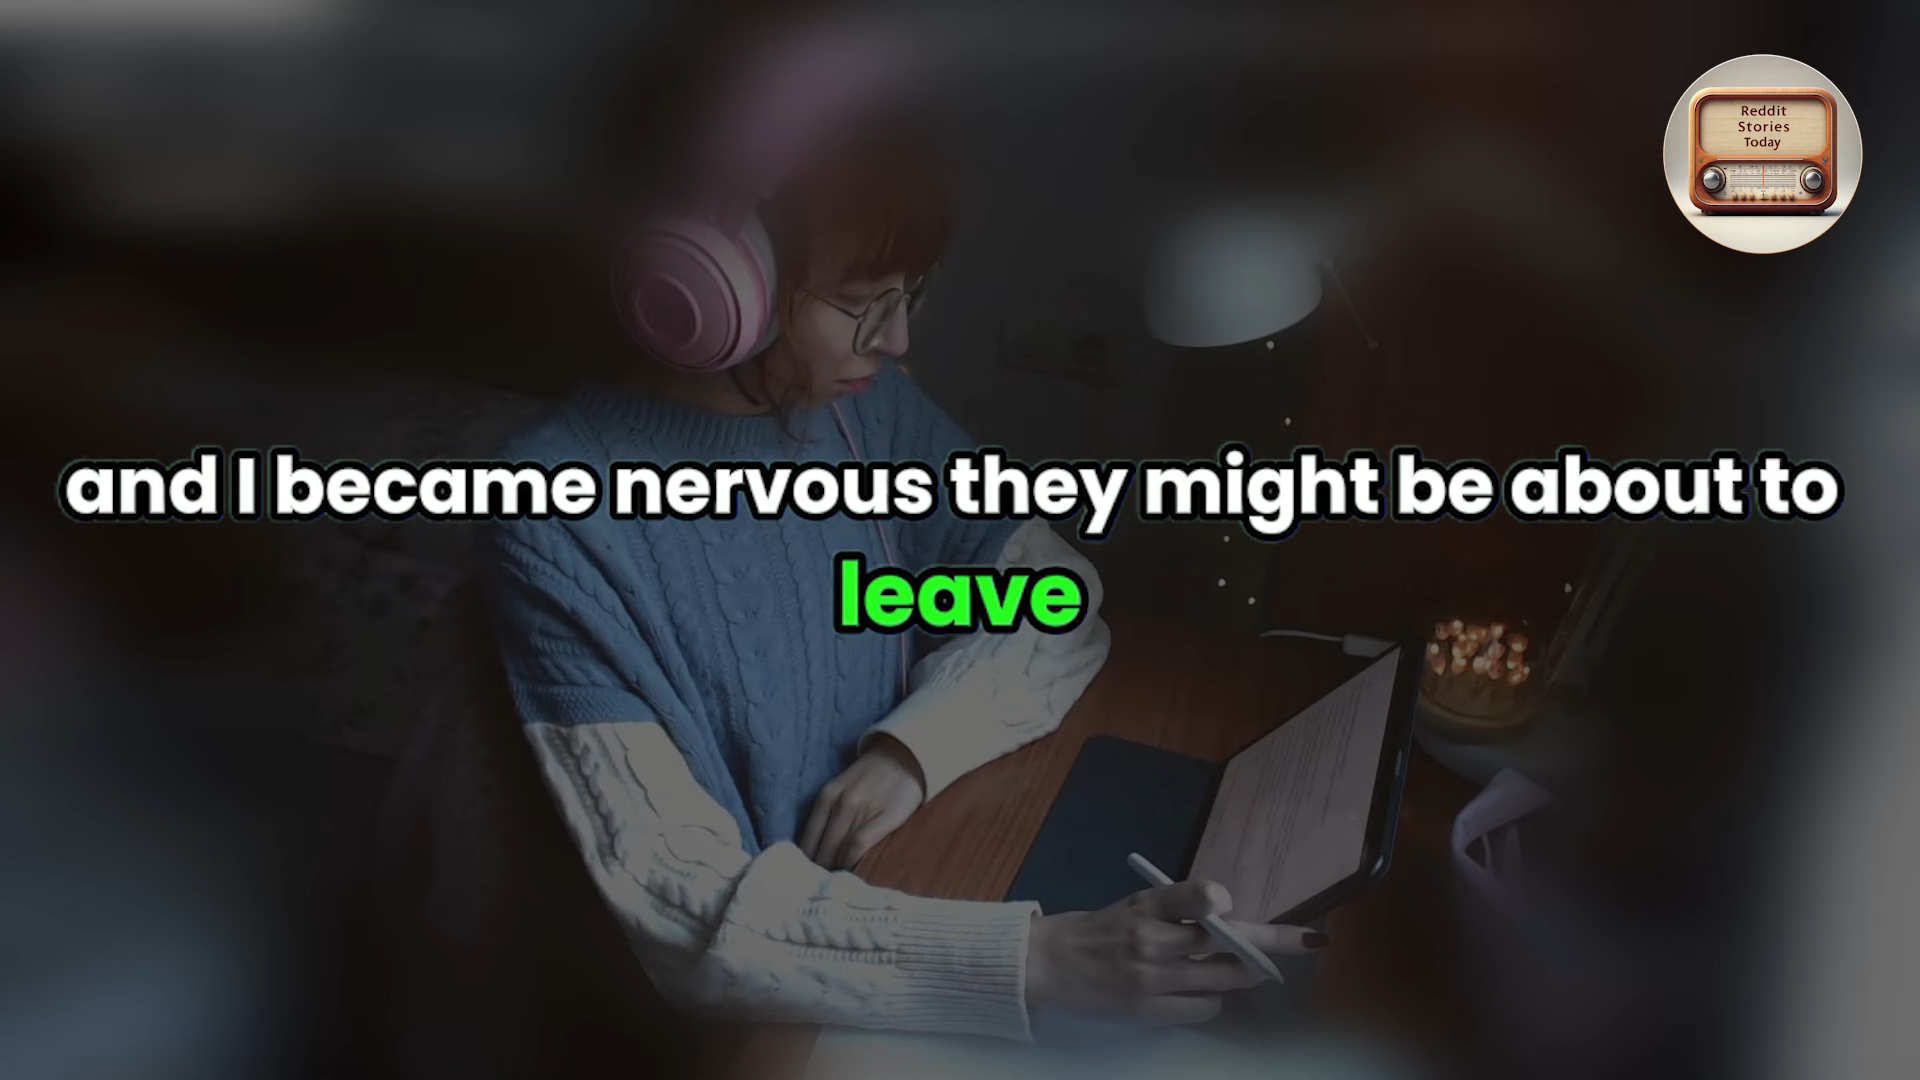 Reddit
Stories
Today
and I became nervous they might be about to
leave